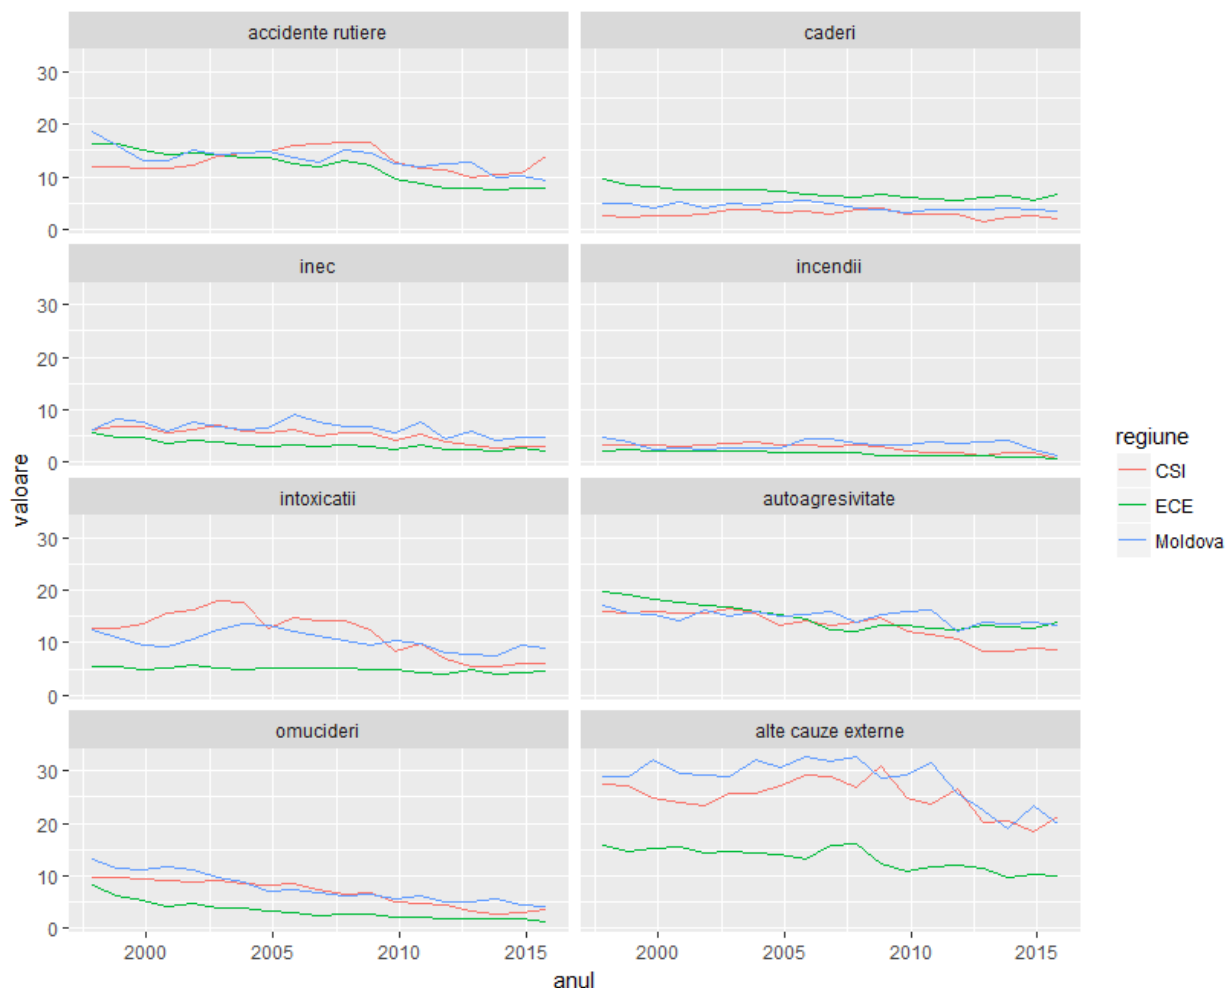 accidente rutiere
caderi
30
20
10
0
inec
incendii
30
20
10
0
intoxicatii
autoagresivitate
30
20
10
0
omucideri
alte cauze externe
30
20
10
0
2000
2005
2010
2015
2000
2005
2010
2015
valoare
anul
regiune
CSI
ECE
Moldova